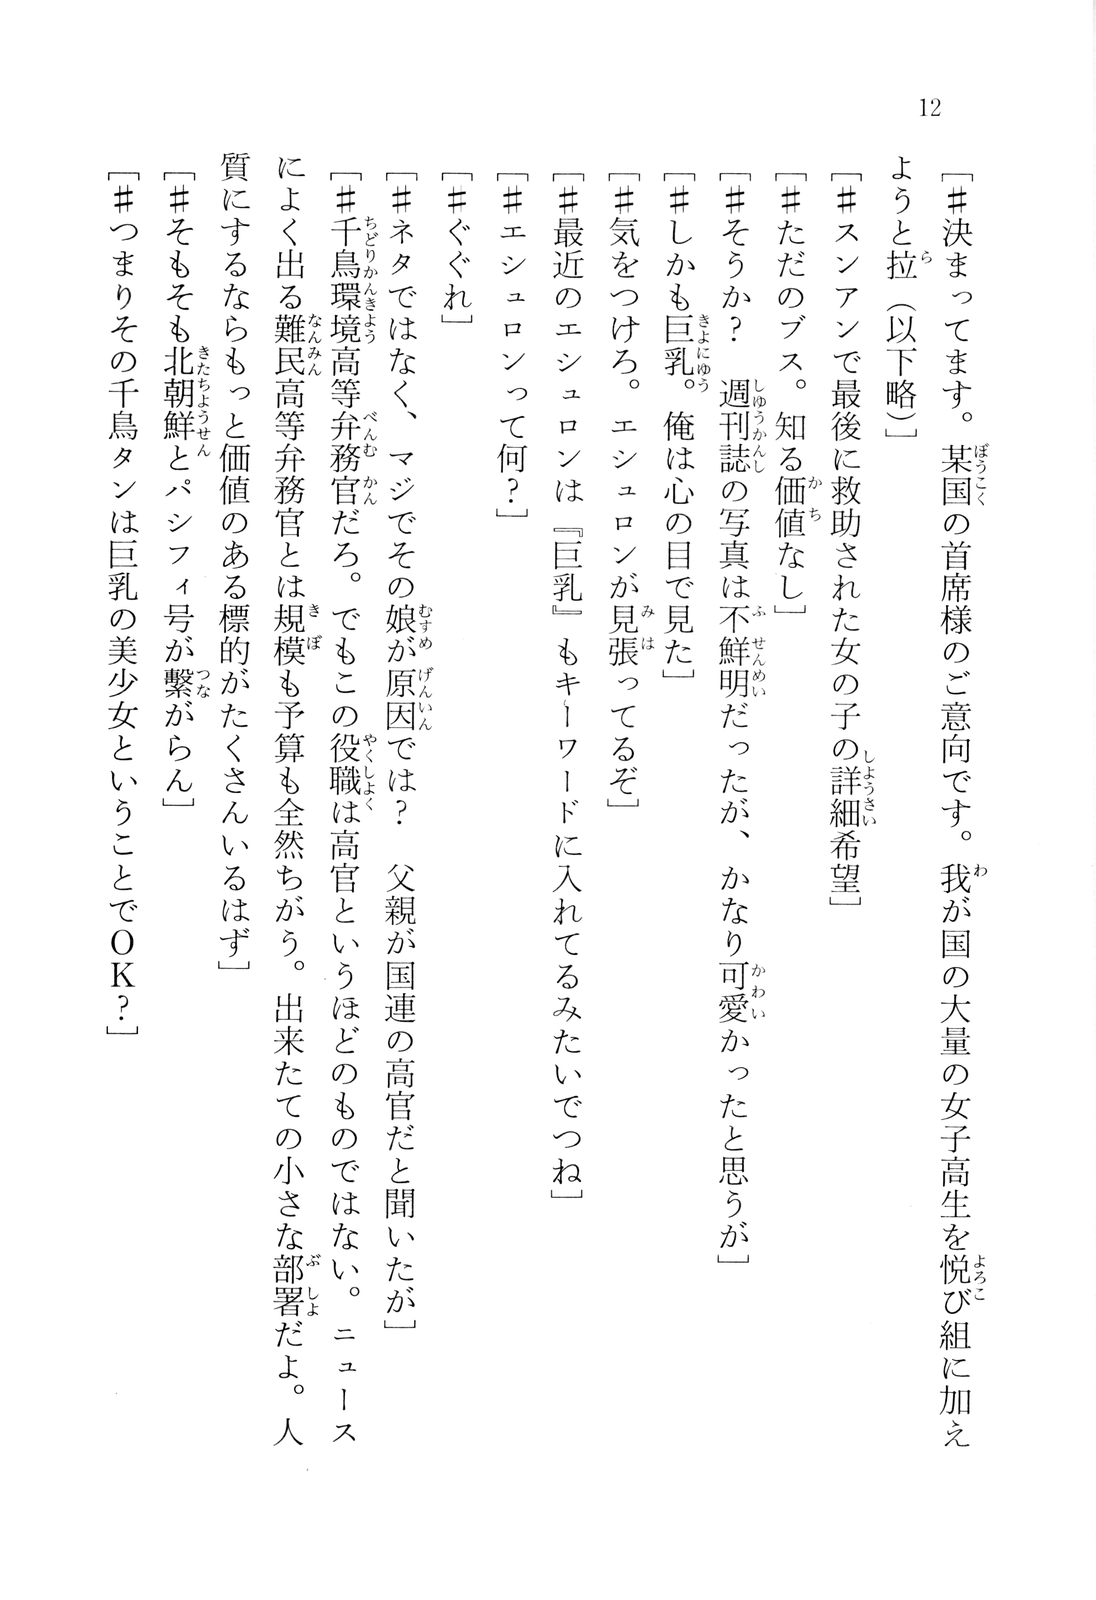 12
[♯決まってます。某国の首席様のご意向です。我が国の大量の女子高生を悦び組に加え
ようと拉（以下略）]
[♯スンアンで最後に救助された女の子の詳細希望]
[♯ただのブス。知る価値なし]
[♯そうか？　週刊誌の写真は不鮮明だったが、かなり可愛かったと思うが]
[♯しかも巨乳。俺は心の目で見た]
[♯気をつけろ。エシュロンが見張ってるぞ]
[♯最近のエシュロンは『巨乳』もキーワードに入れてるみたいでつね]
[♯エシュロンって何？]
[♯ぐぐれ]
[♯ネタではなく、マジでその娘が原因では？　父親が国連の高官だと聞いたが]
[♯千鳥環境高等弁務官だろ。でもこの役職は高官というほどのものではない。ニュース
によく出る難民高等弁務官とは規模も予算も全然ちがう。出来たての小さな部署だよ。人
質にするならもっと価値のある標的がたくさんいるはず]
[♯そもそも北朝鮮とパシフィ号が繫がらん]
[♯つまりその千鳥タンは巨乳の美少女ということでOK？]